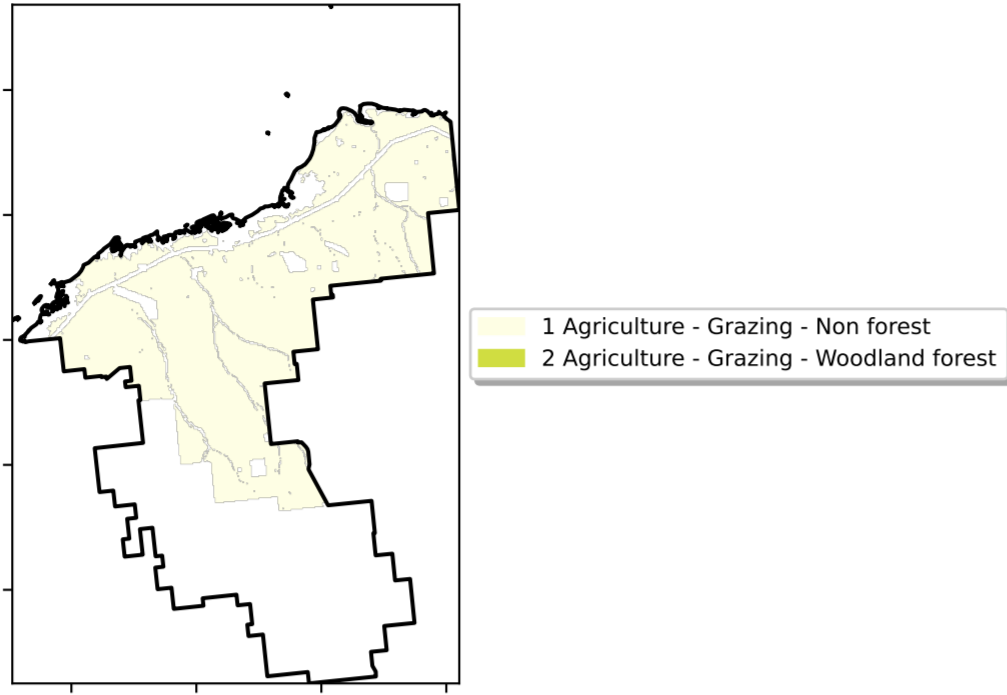 1 Agriculture - Grazing - Non forest
2 Agriculture - Grazing - Woodland forest